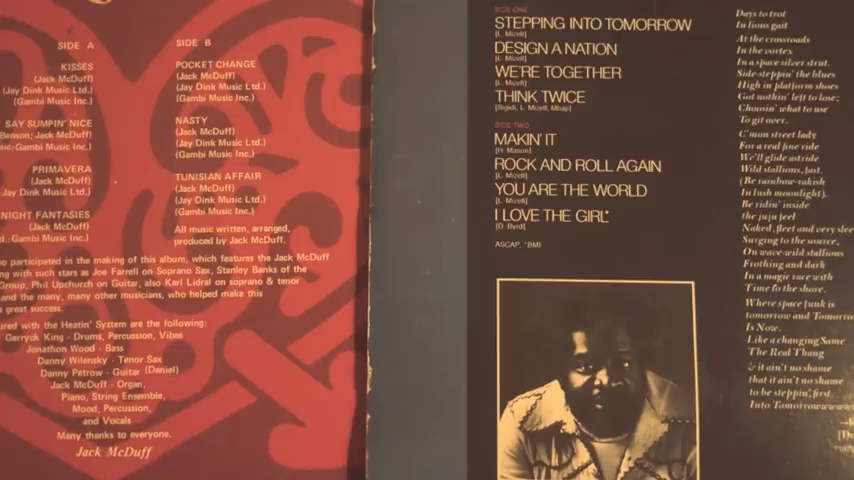 SIDE A
KISSES
(Jack McDuff)
(Jay Dink Music Ltd.)
(Gambi Music Inc.)
SAY SUMPIN' NICE
Benson; Jack McDuff)
(Jay Dink Music Ltd.)
sic; Gambi Music Inc.)
PRIMAVERA
(Jack McDuff)
Jay Dink Music Ltd.)
NIGHT FANTASIES
(Jack McDuff)
d.; Gambi Music Inc.)
SIDE B
POCKET CHANGE
(Jack McDuff)
(Jay Dink Music Ltd.)
(Gambi Music Inc.)
NASTY
(Jack McDuff)
(Jay Dink Music Ltd.)
(Gambi Music Inc.)
TUNISIAN AFFAIR
(Jack McDuff)
(Jay Dink Music Ltd.)
(Gambi Music Inc.)
All music written, arranged,
produced by Jack McDuff.
o participated in the making of this album, which features the Jack McDuff
ng with such stars as Joe Farrell on Soprano Sax, Stanley Banks of the
Group, Phil Upchurch on Guitar, also Karl Lidral on soprano & tenor
and the many, many other musicians, who helped make this
s great success.
ured with the Heatin' System are the following:
Gerryck King - Drums, Percussion, Vibes
Jonathon Wood - Bass
Danny Wilensky - Tenor Sax
Danny Petrow - Guitar (Daniel)
Jack McDuff - Organ,
Piano, String Ensemble,
Mood, Percussion,
and Vocals
Many thanks to everyone.
Jack McDuff
SIDE ONE
STEPPING INTO TOMORROW
(L. Mizell)
DESIGN A NATION
(L. Mizell)
WE'RE TOGETHER
(L. Mizell)
THINK TWICE
SIDE TWO
MAKIN' IT
ROCK AND ROLL AGAIN
(L. Mizell)
YOU ARE THE WORLD
(L. Mizell)
I LOVE THE GIRL*
(D. Byrd)
ASCAP, *BMI
Days to trot
In lions gait
At the crossroads
In the vortex
In a space silver strut.
Side-steppin' the blues
High in platform shoes
Got nothin' left to lose;
Choosin' what to use
To git over.
C'mon street lady
For a real fine ride
We'll glide astride
Wild stallions, fast.
(Be rainbow-rakish
In lush moonlight).
Be ridin' inside
the juju feel
Naked, fleet and very slee
Surging to the source,
On wave-wild stallions
Frothing and dark
In a magic race with
Time to the shore.
Where space funk is
tomorrow and Tomorrow
Is Now.
Like a changing Same
The Real Thang
& it ain't no shame
that it ain't no shame
to be steppin', first
Into Tomorrowwwww